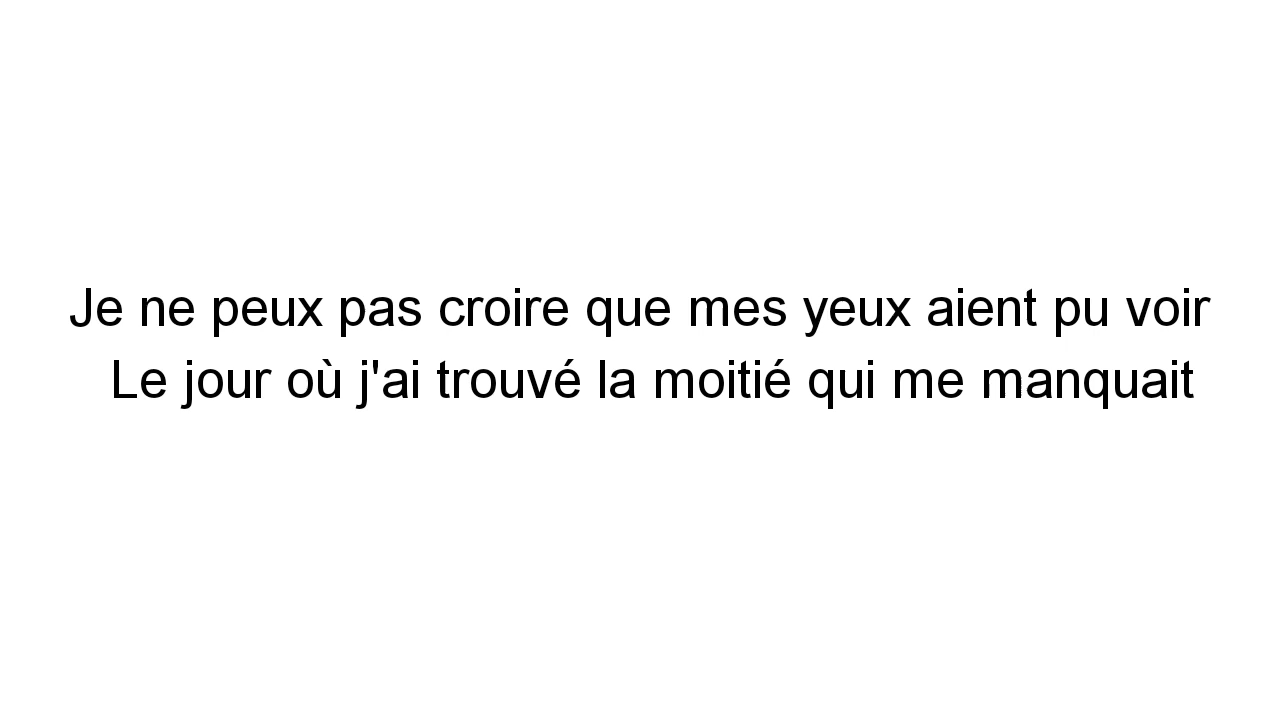 Je ne peux pas croire que mes yeux aient pu voir
Le jour où j'ai trouvé la moitié qui me manquait